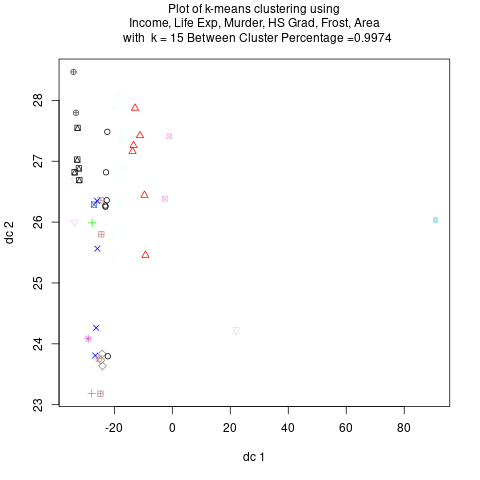 Plot of k-means clustering using
Income, Life Exp, Murder, HS Grad, Frost, Area
with k = 15 Between Cluster Percentage =0.9974
28
27
26
25
24
23
dc 2
-20 0 20 40 60 80
dc 1